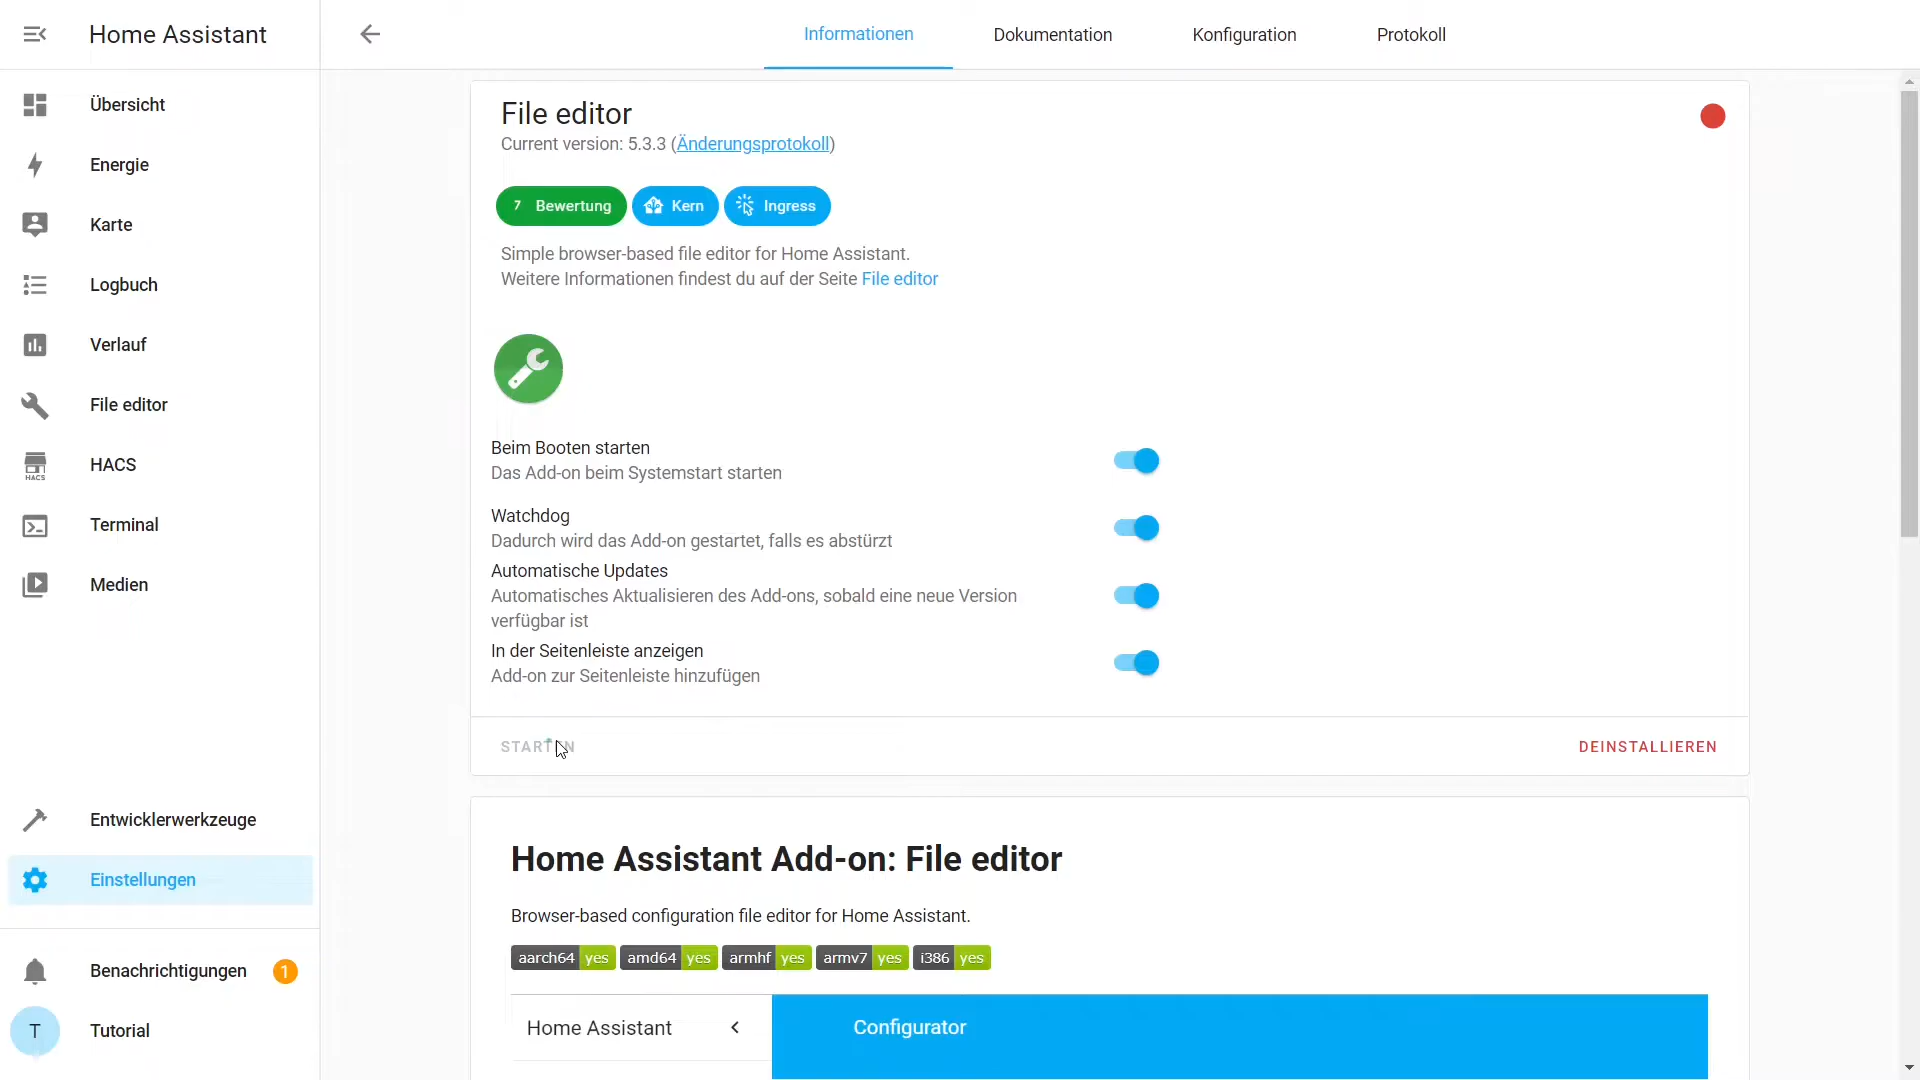 Home Assistant
Übersicht
Energie
Karte
Logbuch
Verlauf
File editor
HACS
HACS
Terminal
Medien
Entwicklerwerkzeuge
Einstellungen
Benachrichtigungen 1
T Tutorial
Informationen Dokumentation Konfiguration Protokoll
File editor
Current version: 5.3.3 (Änderungsprotokoll)
7 Bewertung Kern Ingress
Simple browser-based file editor for Home Assistant.
Weitere Informationen findest du auf der Seite File editor
Beim Booten starten
Das Add-on beim Systemstart starten
Watchdog
Dadurch wird das Add-on gestartet, falls es abstürzt
Automatische Updates
Automatisches Aktualisieren des Add-ons, sobald eine neue Version
verfügbar ist
In der Seitenleiste anzeigen
Add-on zur Seitenleiste hinzufügen
STARTEN DEINSTALLIEREN
Home Assistant Add-on: File editor
Browser-based configuration file editor for Home Assistant.
aarch64 yes amd64 yes armhf yes armv7 yes i386 yes
Home Assistant Configurator